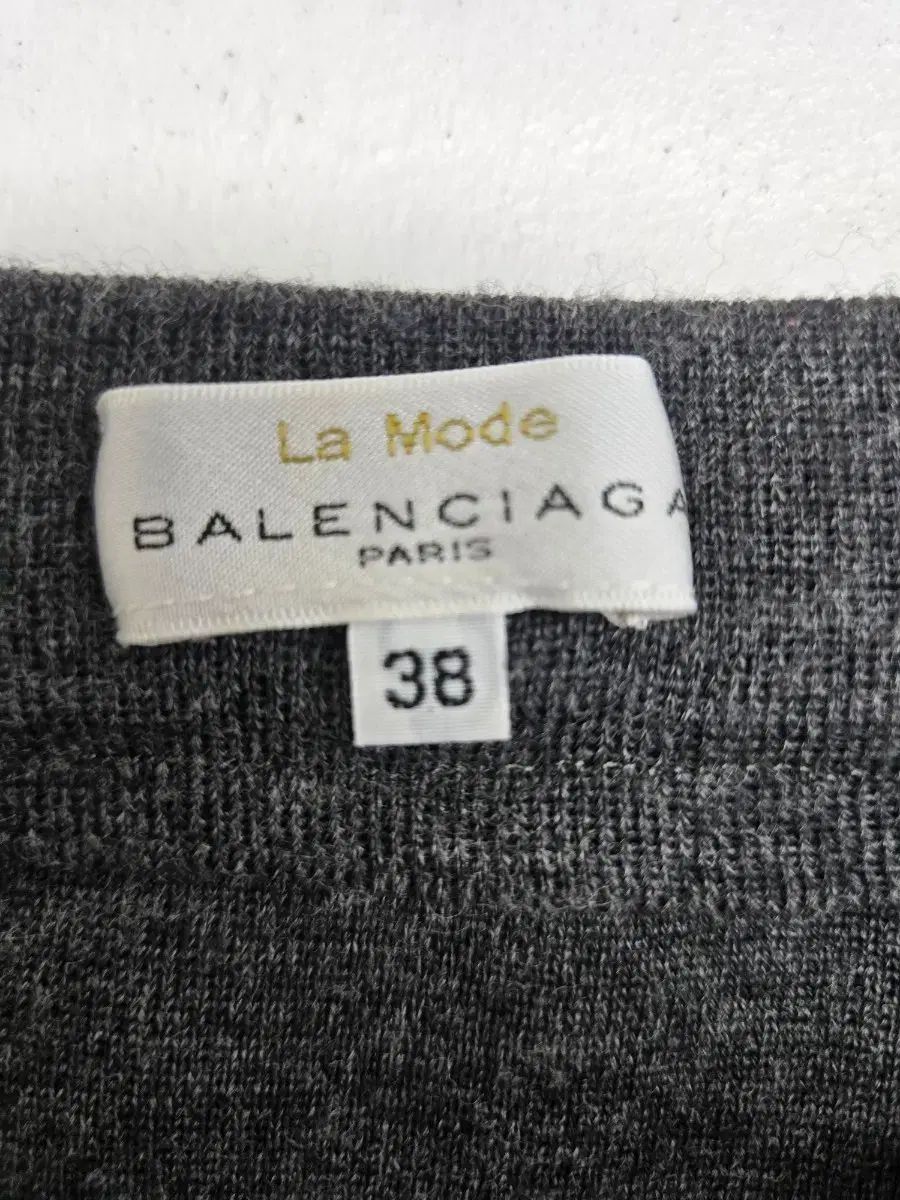 La Mode
BALENCIAGA
PARIS
38